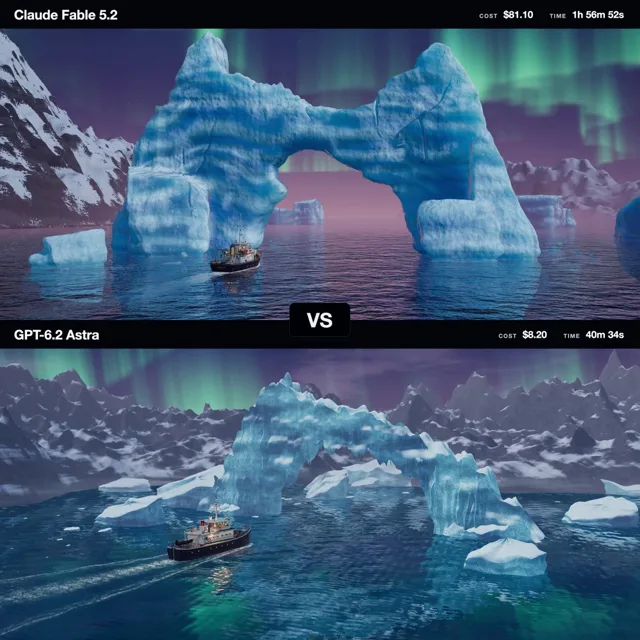 Claude Fable 5.2
COST $81.10 TIME 1h 56m 52s
VS
GPT-6.2 Astra
COST $8.20 TIME 40m 34s